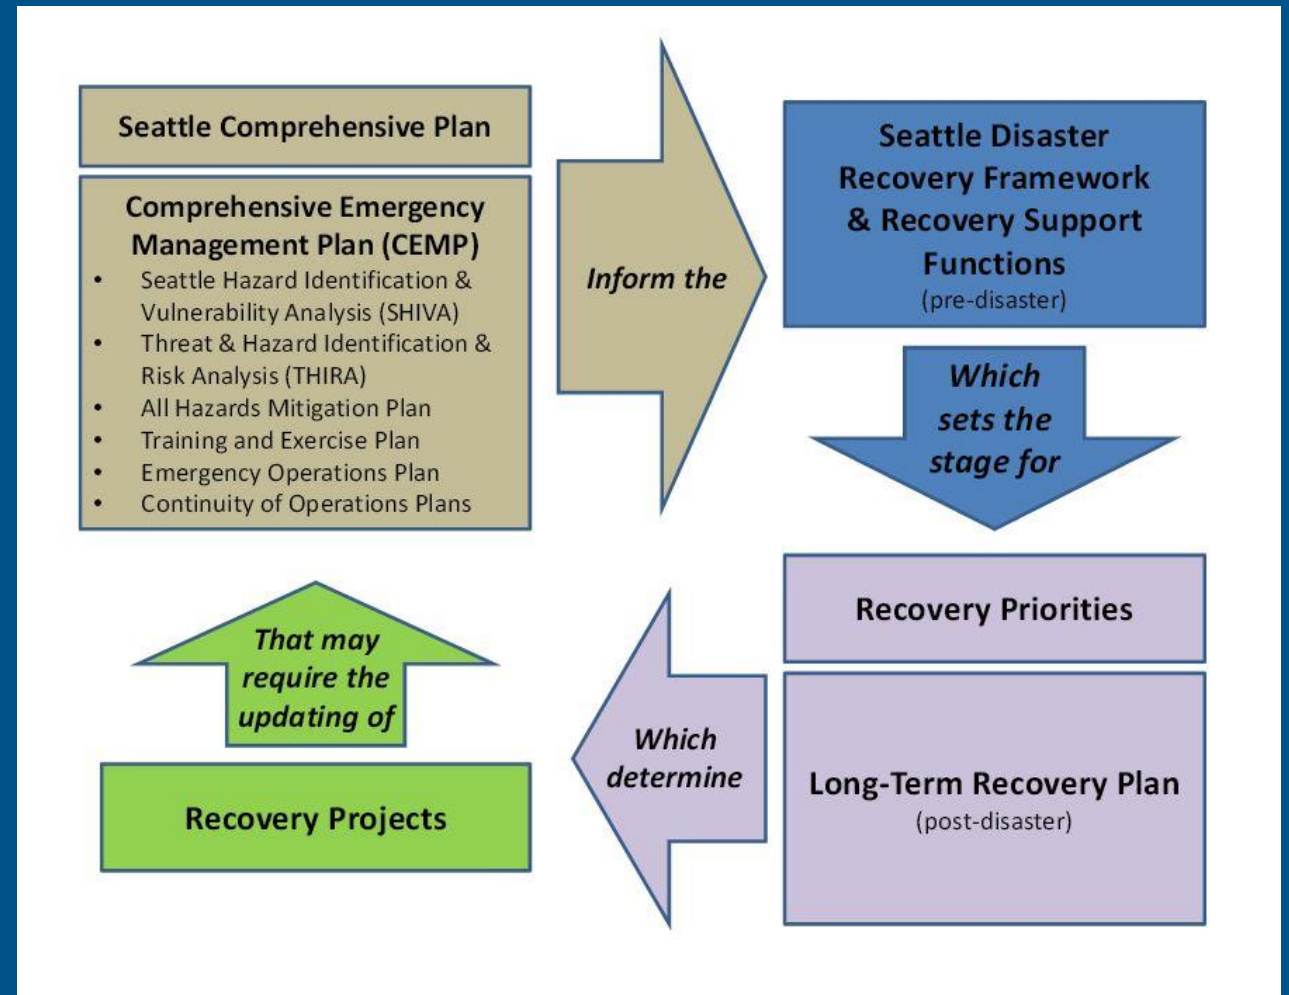 Seattle Comprehensive Plan
Comprehensive Emergency
Management Plan (CEMP)
• Seattle Hazard Identification &
Vulnerability Analysis (SHIVA)
• Threat & Hazard Identification &
Risk Analysis (THIRA)
• All Hazards Mitigation Plan
• Training and Exercise Plan
• Emergency Operations Plan
• Continuity of Operations Plans
Inform the
Seattle Disaster
Recovery Framework
& Recovery Support
Functions
(pre-disaster)
Which
sets the
stage for
Recovery Priorities
Long-Term Recovery Plan
(post-disaster)
Which
determine
Recovery Projects
That may
require the
updating of